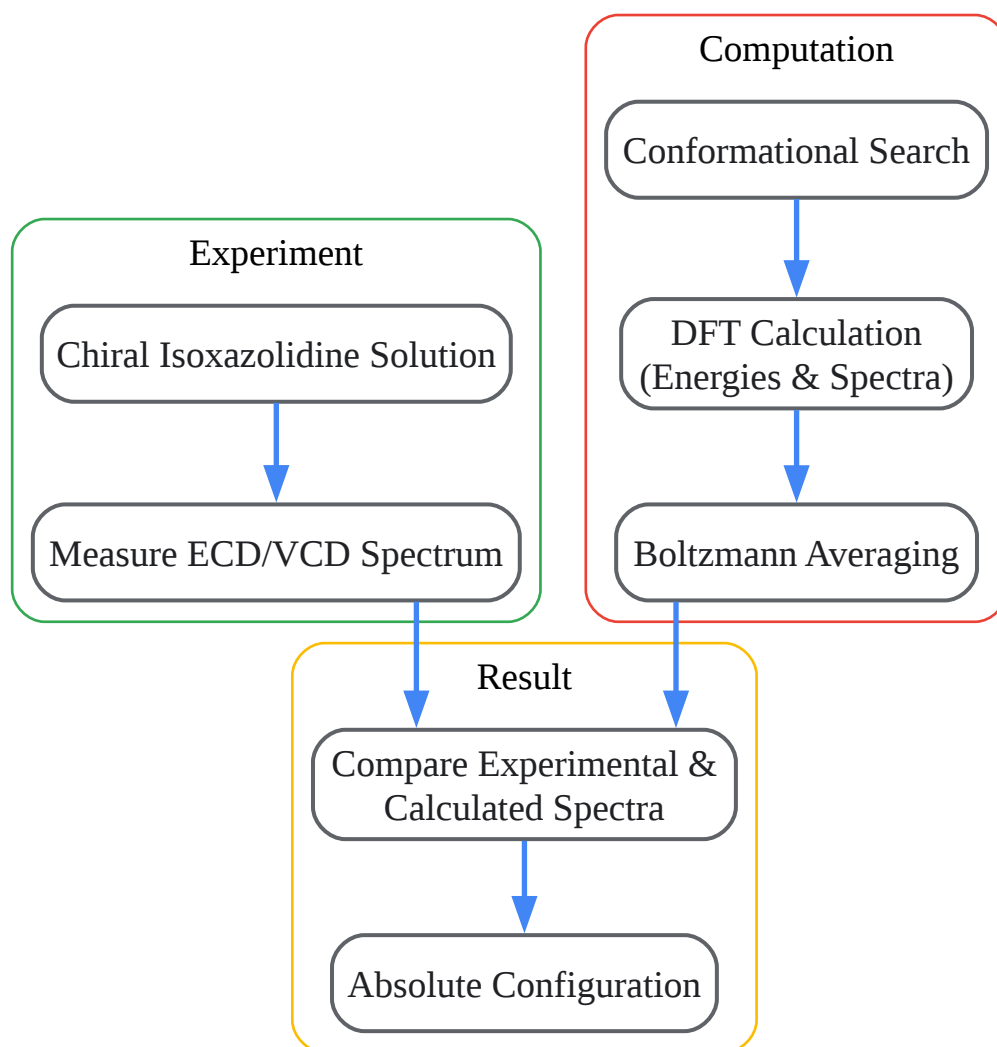 Computation
Conformational Search
Experiment
DFT Calculation
(Energies & Spectra)
Chiral Isoxazolidine Solution
Measure ECD/VCD Spectrum
Boltzmann Averaging
Result
Compare Experimental &
Calculated Spectra
Absolute Configuration